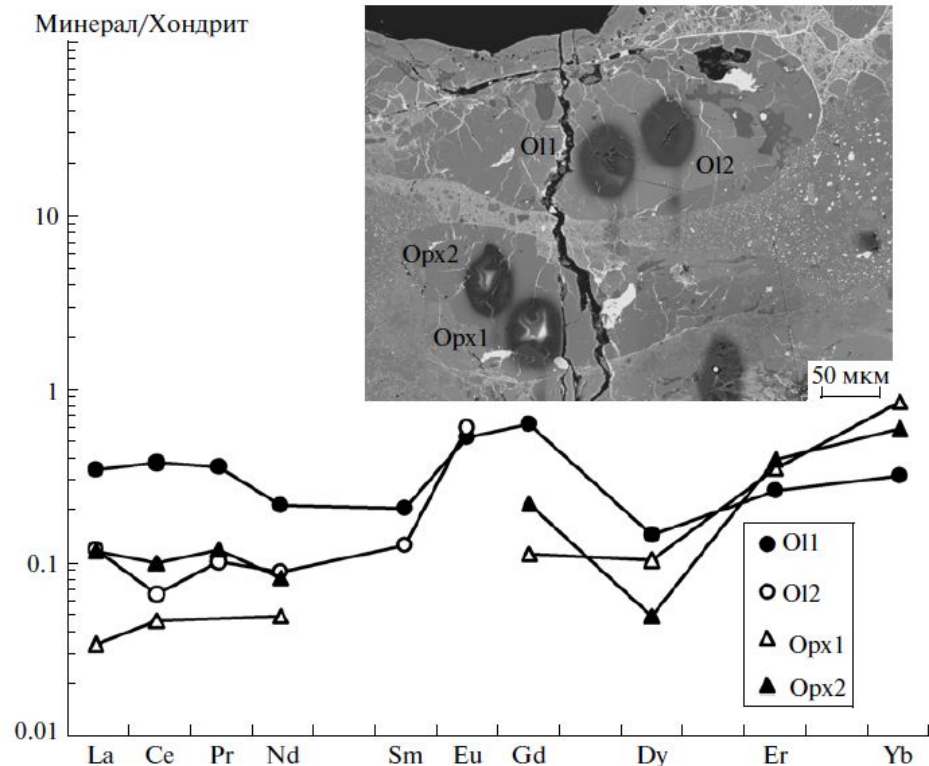 Минерал/Хондрит
10
1
0.1
0.01
Ol1
Ol2
Opx2
Opx1
50 мкм
Ol1
Ol2
Opx1
Opx2
La Ce Pr Nd Sm Eu Gd Dy Er Yb